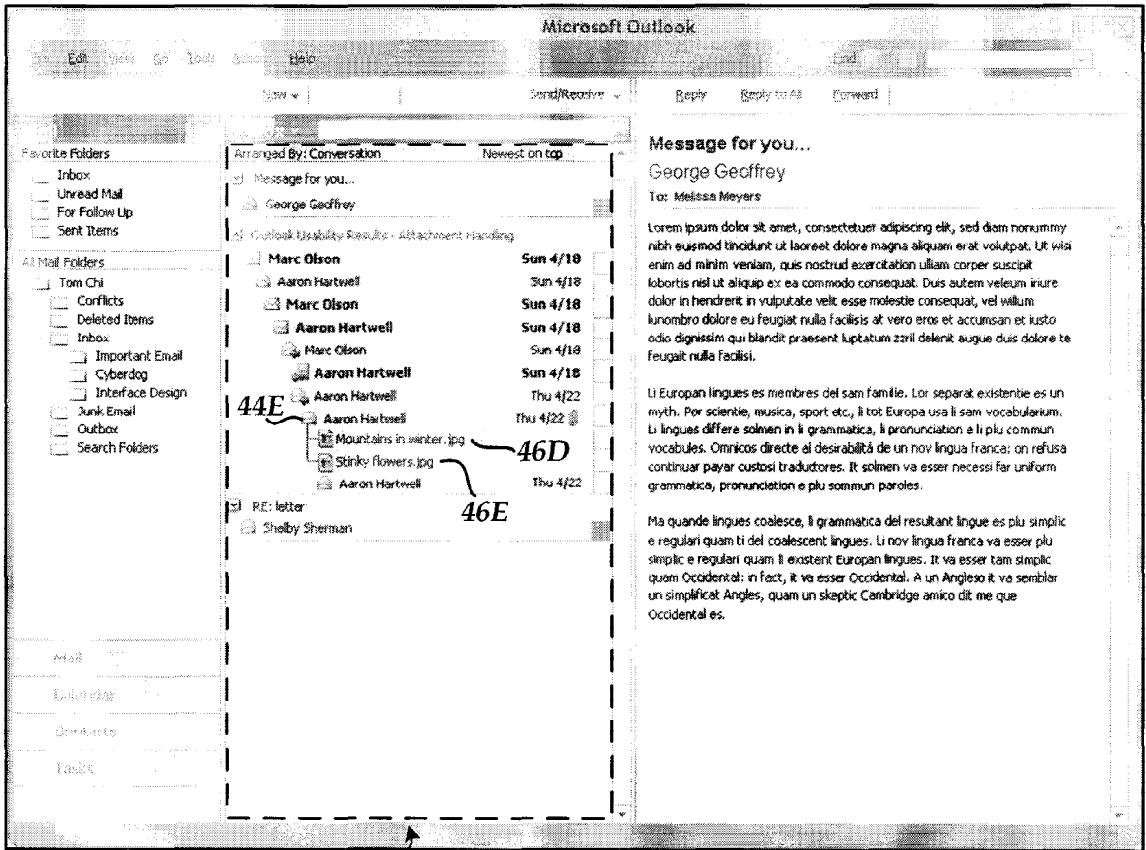 Microsoft Outlook
Edit View Go Tools Help
Find
New Send/Receive Reply Reply to All Forward
Favorite Folders
Inbox
Unread Mail
For Follow Up
Sent Items
All Mail Folders
Tom Chi
Conflicts
Deleted Items
Inbox
Important Email
Cyberdog
Interface Design
Junk Email
Outbox
Search Folders
Mail
Calendar
Contacts
Tasks
Arranged By: Conversation Newest on top
Message for you...
George Geoffrey
Outlook Usability Results - Attachment Handling
Marc Olson Sun 4/18
Aaron Hartwell Sun 4/18
Marc Olson Sun 4/18
Aaron Hartwell Sun 4/18
Marc Olson Sun 4/18
Aaron Hartwell Sun 4/18
Aaron Hartwell Thu 4/22
44E
Aaron Hartwell Thu 4/22
Mountains in winter.jpg
46D
Stinky flowers.jpg
46E
Aaron Hartwell Thu 4/22
RE: letter
Shelby Sherman
Message for you...
George Geoffrey
To: Melissa Meyers
Lorem ipsum dolor sit amet, consectetuer adipiscing elit, sed diam nonummy
nibh euismod tincidunt ut laoreet dolore magna aliquam erat volutpat. Ut wisi
enim ad minim veniam, quis nostrud exercitation ulliam corper suscipit
lobortis nisl ut aliquip ex ea commodo consequat. Duis autem veleum iriure
dolor in hendrerit in vulputate velit esse molestie consequat, vel willum
lunombro dolore eu feugiat nulla facilisis at vero eros et accumsan et iusto
odio dignissim qui blandit praesent luptatum zzril delenit augue duis dolore te
feugait nulla facilisi.
Li Europan lingues es membres del sam familie. Lor separat existentie es un
myth. Por scientie, musica, sport etc., li tot Europa usa li sam vocabularium.
Li lingues differe solmen in li grammatica, li pronunciation e li plu commun
vocabules. Omnicos directe al desirabilitá de un nov lingua franca: on refusa
continuar payar custosi traductores. It solmen va esser necessi far uniform
grammatica, pronunciation e plu sommun paroles.
Ma quande lingues coalesce, li grammatica del resultant lingue es plu simplic
e regulari quam ti del coalescent lingues. Li nov lingua franca va esser plu
simplic e regulari quam li existent Europan lingues. It va esser tam simplic
quam Occidental: in fact, it va esser Occidental. A un Angleso it va semblar
un simplificat Angles, quam un skeptic Cambridge amico dit me que
Occidental es.